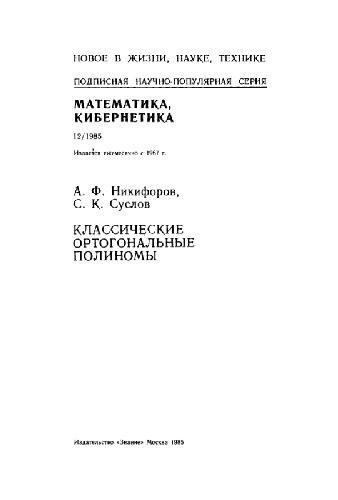 НОВОЕ В ЖИЗНИ, НАУКЕ, ТЕХНИКЕ
ПОДПИСНАЯ НАУЧНО-ПОПУЛЯРНАЯ СЕРИЯ
МАТЕМАТИКА,
КИБЕРНЕТИКА
12/1985
Издается ежемесячно с 1967 г.
А. Ф. Никифоров,
С. К. Суслов
КЛАССИЧЕСКИЕ
ОРТОГОНАЛЬНЫЕ
ПОЛИНОМЫ
Издательство «Знание» Москва 1985